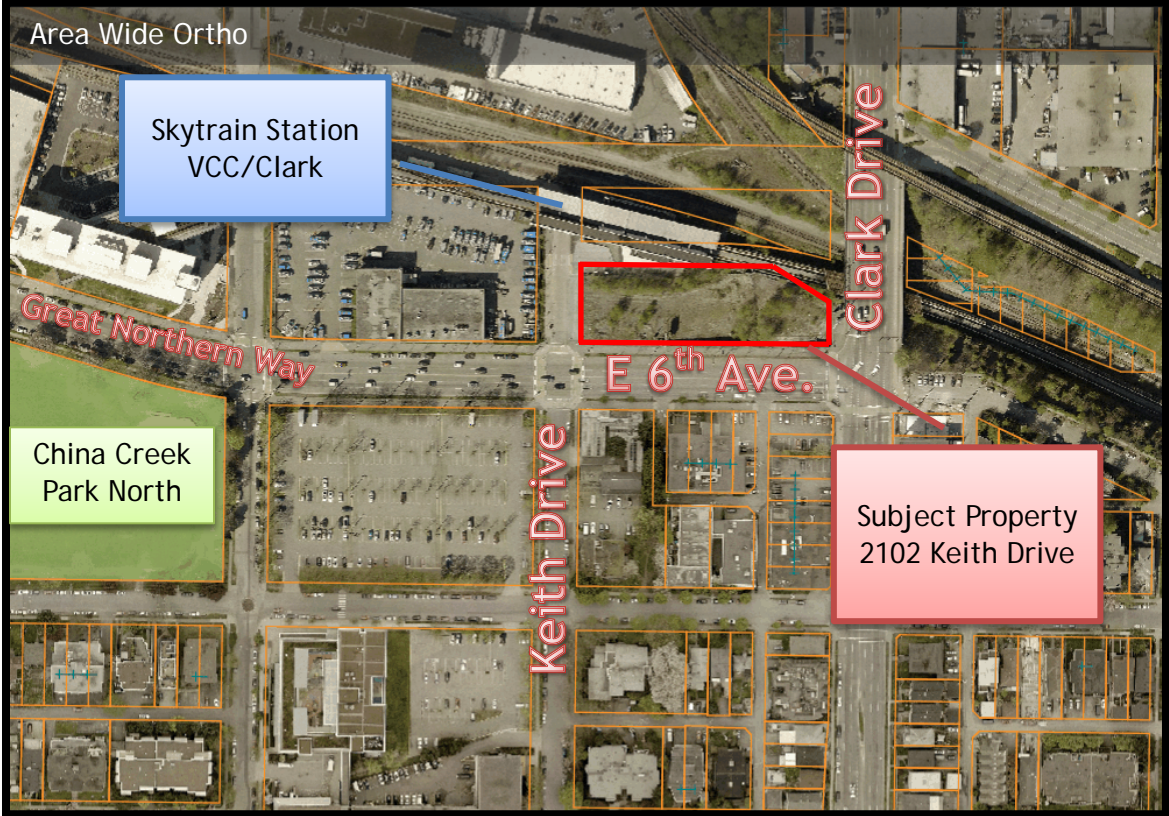 Area Wide Ortho
Skytrain Station
VCC/Clark
Clark Drive
Great Northern Way
E 6th Ave.
China Creek
Park North
Keith Drive
Subject Property
2102 Keith Drive